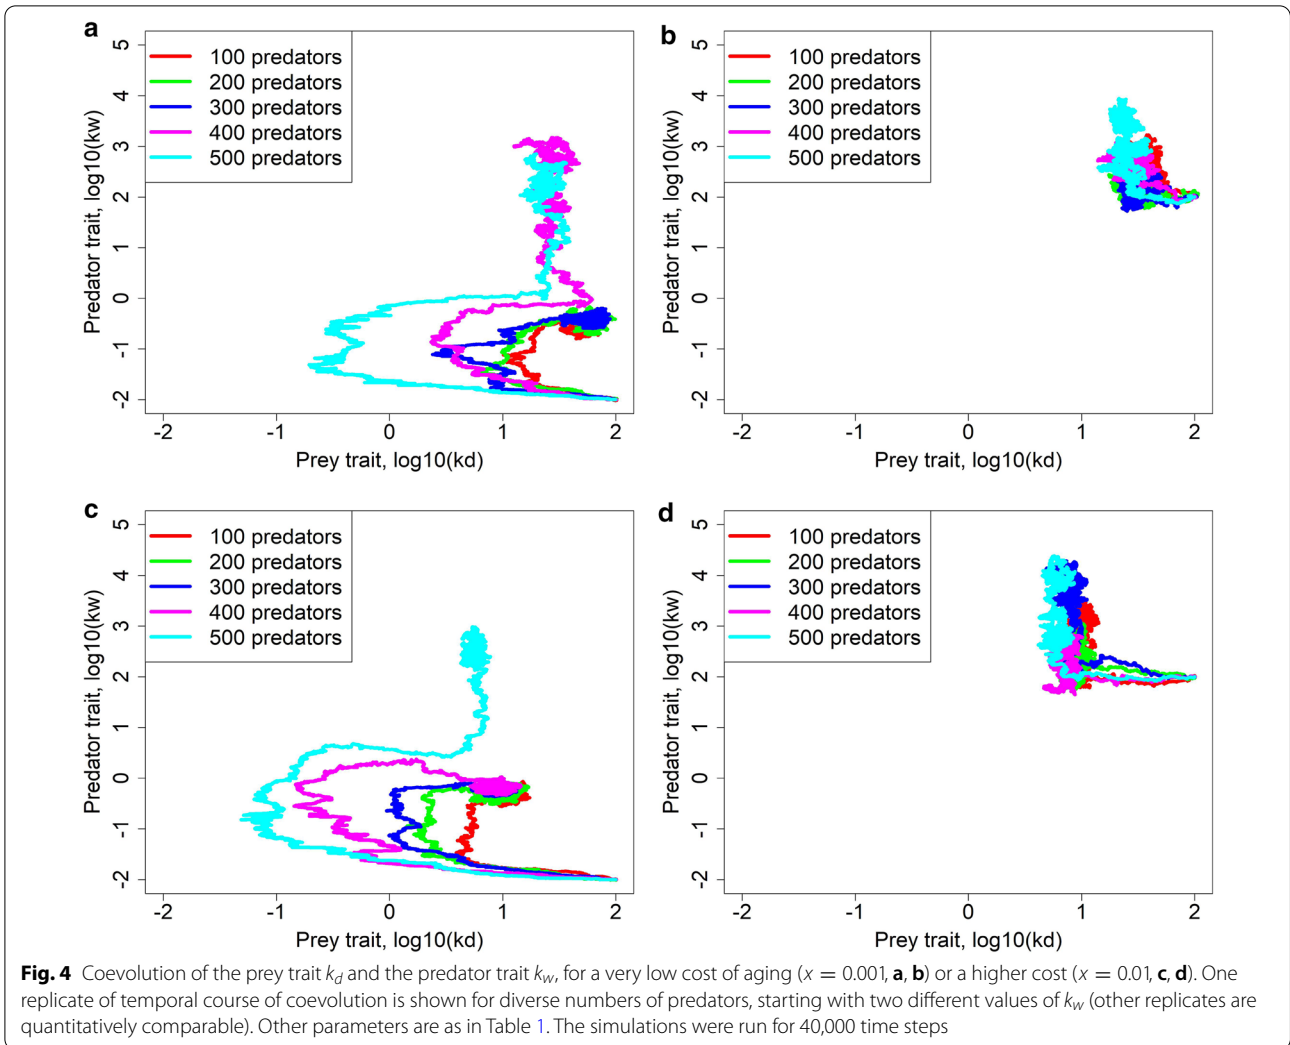 a
5
4
3
2
1
0
-1
-2
Predator trait, log10(kw)
100 predators
200 predators
300 predators
400 predators
500 predators
-2 -1 0 1 2
Prey trait, log10(kd)
b
5
4
3
2
1
0
-1
-2
Predator trait, log10(kw)
100 predators
200 predators
300 predators
400 predators
500 predators
-2 -1 0 1 2
Prey trait, log10(kd)
c
5
4
3
2
1
0
-1
-2
Predator trait, log10(kw)
100 predators
200 predators
300 predators
400 predators
500 predators
-2 -1 0 1 2
Prey trait, log10(kd)
d
5
4
3
2
1
0
-1
-2
Predator trait, log10(kw)
100 predators
200 predators
300 predators
400 predators
500 predators
-2 -1 0 1 2
Prey trait, log10(kd)
Fig. 4 Coevolution of the prey trait k_d and the predator trait k_w, for a very low cost of aging (x = 0.001, a, b) or a higher cost (x = 0.01, c, d). One
replicate of temporal course of coevolution is shown for diverse numbers of predators, starting with two different values of k_w (other replicates are
quantitatively comparable). Other parameters are as in Table 1. The simulations were run for 40,000 time steps